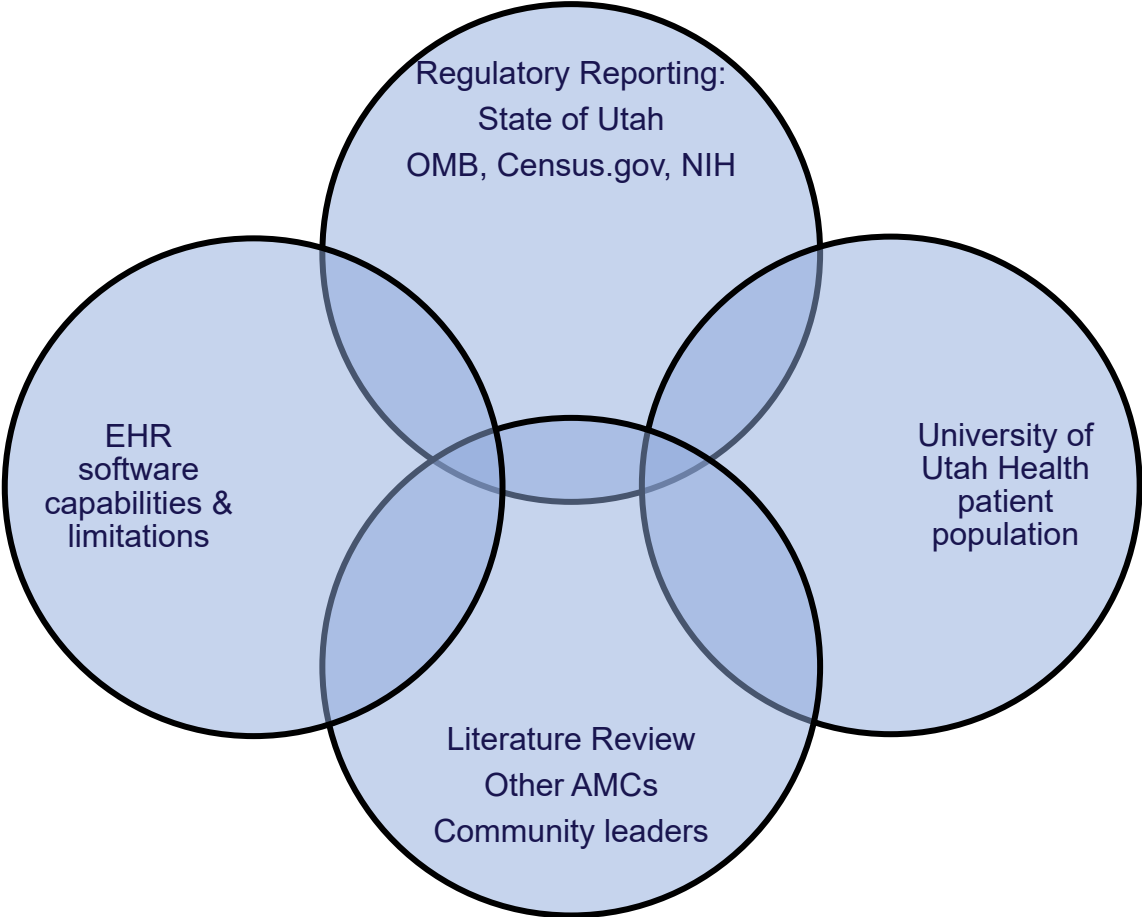 Regulatory Reporting:
State of Utah
OMB, Census.gov, NIH
EHR
software
capabilities &
limitations
University of
Utah Health
patient
population
Literature Review
Other AMCs
Community leaders